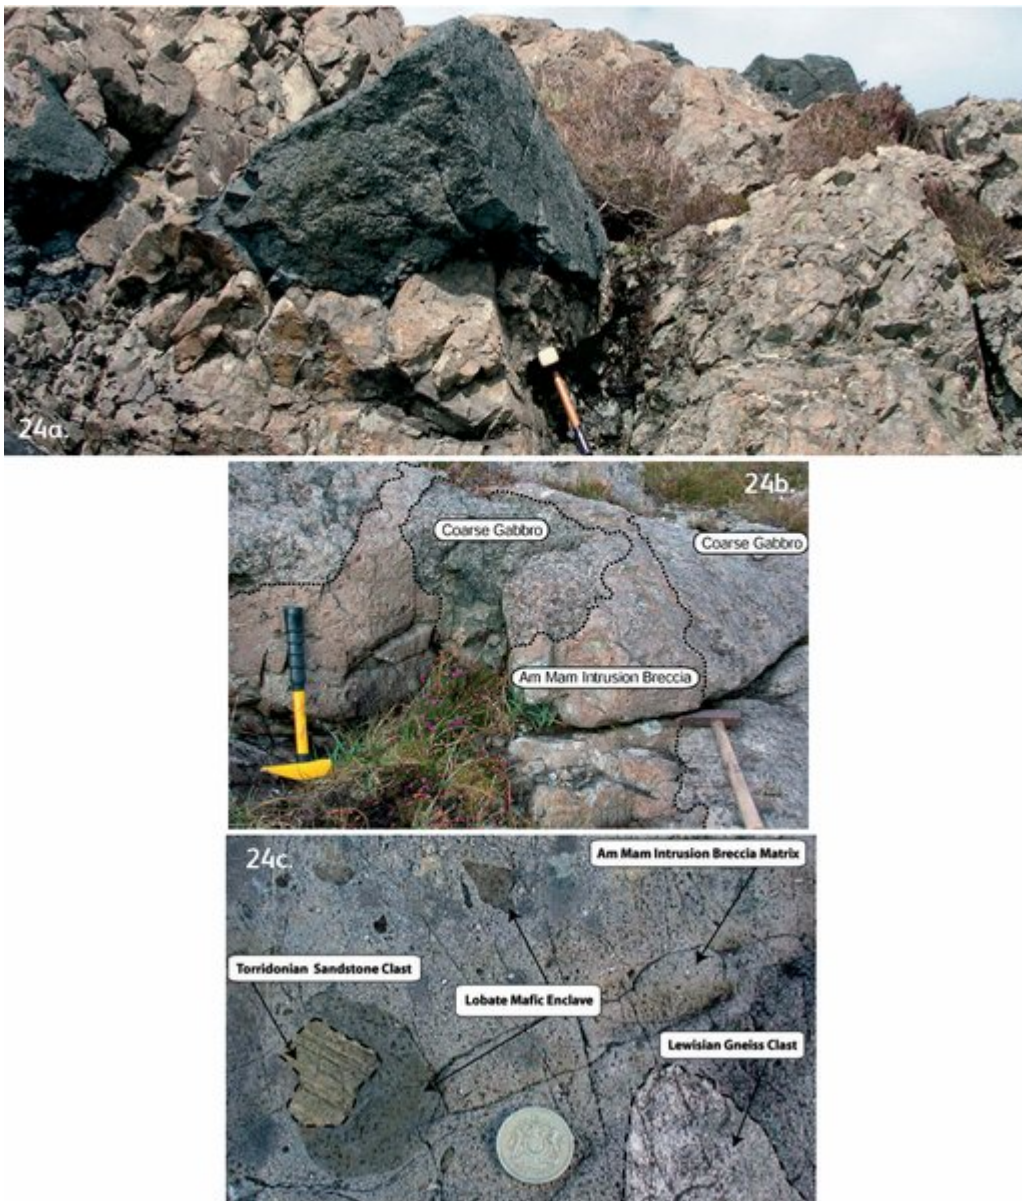 24a.
24b.
Coarse Gabbro
Coarse Gabbro
Am Mam Intrusion Breccia
24c.
Am Mam Intrusion Breccia Matrix
Torridonian Sandstone Clast
Lobate Mafic Enclave
Lewisian Gneiss Clast